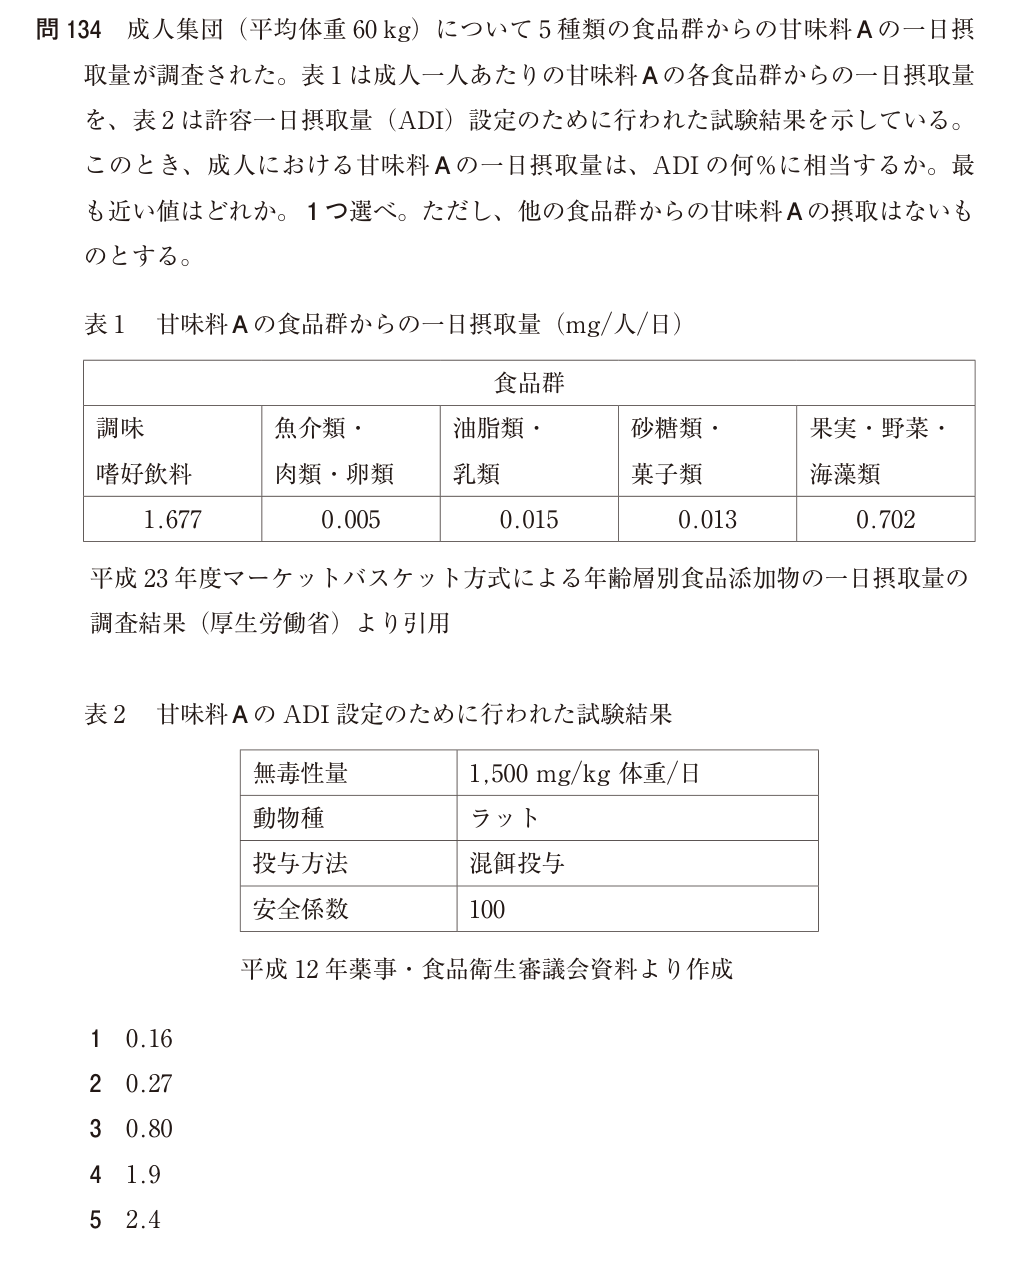 問 134 成人集団（平均体重 60 kg）について 5 種類の食品群からの甘味料Aの一日摂
取量が調査された。表 1 は成人一人あたりの甘味料Aの各食品群からの一日摂取量
を、表 2 は許容一日摂取量（ADI）設定のために行われた試験結果を示している。
このとき、成人における甘味料Aの一日摂取量は、ADI の何%に相当するか。最
も近い値はどれか。1つ選べ。ただし、他の食品群からの甘味料Aの摂取はないも
のとする。
表 1 甘味料Aの食品群からの一日摂取量（mg/人/日）
食品群
調味 魚介類・ 油脂類・ 砂糖類・ 果実・野菜・
嗜好飲料 肉類・卵類 乳類 菓子類 海藻類
1.677 0.005 0.015 0.013 0.702
平成 23 年度マーケットバスケット方式による年齢層別食品添加物の一日摂取量の
調査結果（厚生労働省）より引用
表 2 甘味料Aの ADI 設定のために行われた試験結果
無毒性量 1,500 mg/kg 体重/日
動物種 ラット
投与方法 混餌投与
安全係数 100
平成 12 年薬事・食品衛生審議会資料より作成
1 0.16
2 0.27
3 0.80
4 1.9
5 2.4